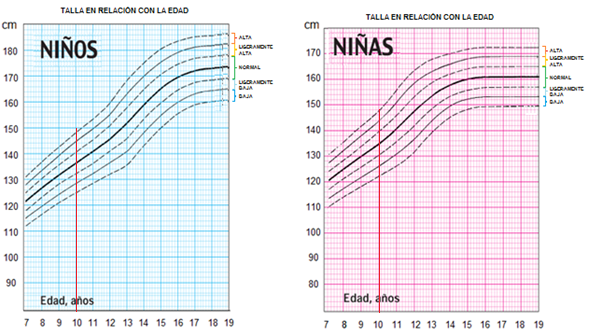 TALLA EN RELACIÓN CON LA EDAD
cm
NIÑOS
180
170
160
150
140
130
120
110
100
90
ALTA
LIGERAMENTE
ALTA
NORMAL
LIGERAMENTE
BAJA
BAJA
Edad, años
7 8 9 10 11 12 13 14 15 16 17 18 19
TALLA EN RELACIÓN CON LA EDAD
cm
NIÑAS
170
160
150
140
130
120
110
100
90
80
ALTA
LIGERAMENTE
ALTA
NORMAL
LIGERAMENTE
BAJA
BAJA
Edad, años
7 8 9 10 11 12 13 14 15 16 17 18 19